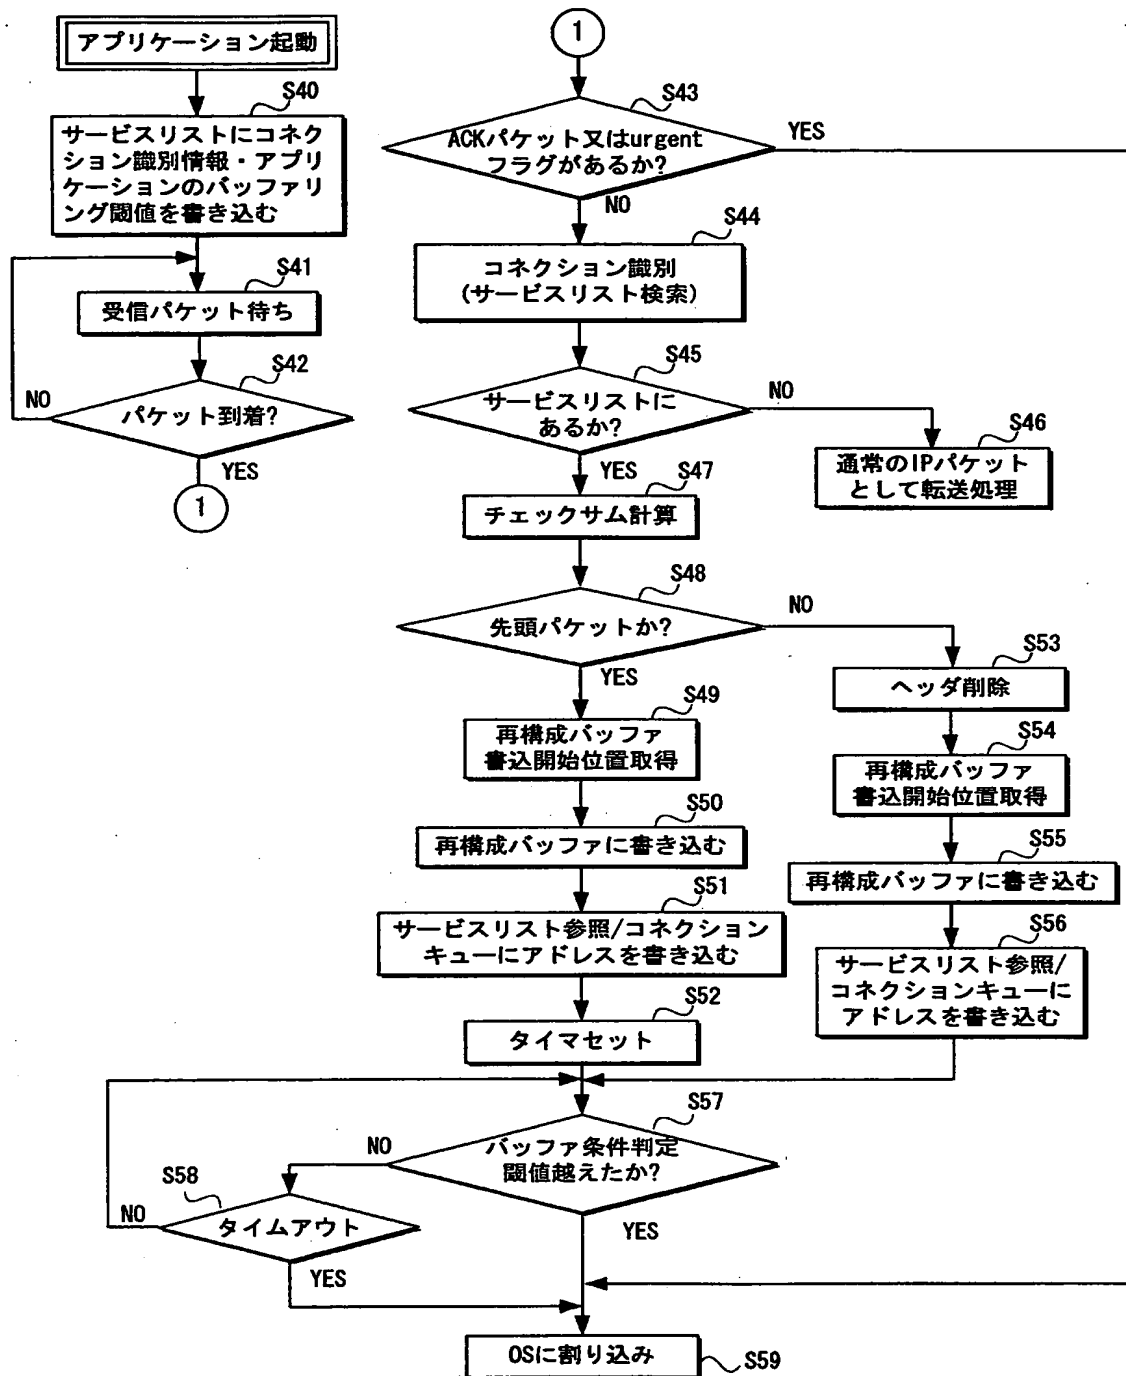 アプリケーション起動
S40
サービスリストにコネク
ション識別情報・アプリ
ケーションのバッファリ
ング閾値を書き込む
S41
受信パケット待ち
S42
NO
パケット到着?
YES
1
1
S43
ACKパケット又はurgent
フラグがあるか?
YES
NO
S44
コネクション識別
(サービスリスト検索)
S45
サービスリストに
あるか?
NO
S46
通常のIPパケット
として転送処理
YES
S47
チェックサム計算
S48
先頭パケットか?
NO
YES
S49
再構成バッファ
書込開始位置取得
S50
再構成バッファに書き込む
S51
サービスリスト参照/コネクション
キューにアドレスを書き込む
S52
タイマセット
S53
ヘッダ削除
S54
再構成バッファ
書込開始位置取得
S55
再構成バッファに書き込む
S56
サービスリスト参照/
コネクションキューに
アドレスを書き込む
S57
バッファ条件判定
閾値越えたか?
NO
S58
タイムアウト
NO
YES
YES
OSに割り込み
S59